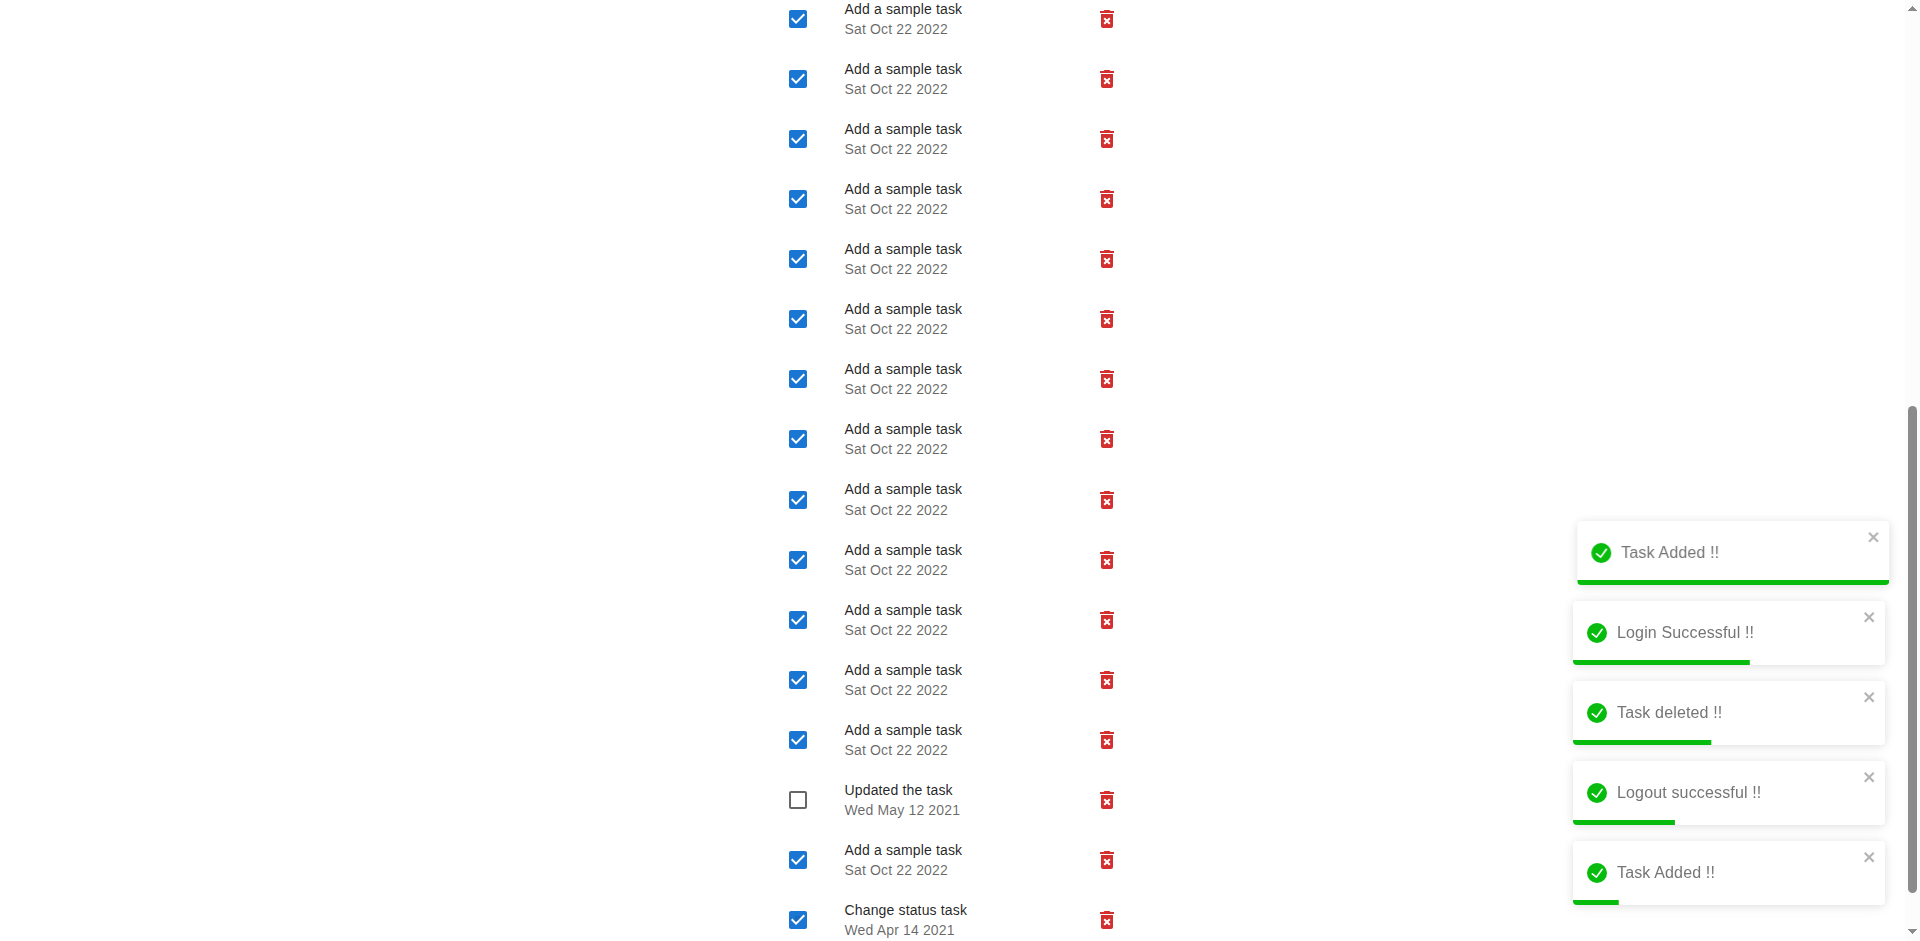 Add a sample task
Sat Oct 22 2022
Add a sample task
Sat Oct 22 2022
Add a sample task
Sat Oct 22 2022
Add a sample task
Sat Oct 22 2022
Add a sample task
Sat Oct 22 2022
Add a sample task
Sat Oct 22 2022
Add a sample task
Sat Oct 22 2022
Add a sample task
Sat Oct 22 2022
Add a sample task
Sat Oct 22 2022
Add a sample task
Sat Oct 22 2022
Add a sample task
Sat Oct 22 2022
Add a sample task
Sat Oct 22 2022
Add a sample task
Sat Oct 22 2022
Updated the task
Wed May 12 2021
Add a sample task
Sat Oct 22 2022
Change status task
Wed Apr 14 2021
Task Added !!
Login Successful !!
Task deleted !!
Logout successful !!
Task Added !!